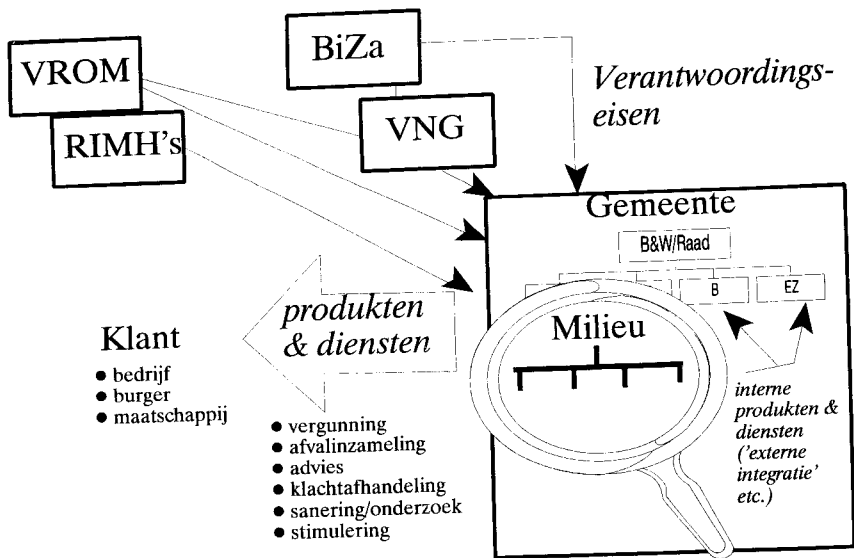 VROM
RIMH's
BiZa
VNG
Verantwoordings-
eisen
Gemeente
B&W/Raad
B
EZ
Milieu
interne
produkten &
diensten
('externe
integratie'
etc.)
produkten
& diensten
Klant
● bedrijf
● burger
● maatschappij
● vergunning
● afvalinzameling
● advies
● klachtafhandeling
● sanering/onderzoek
● stimulering